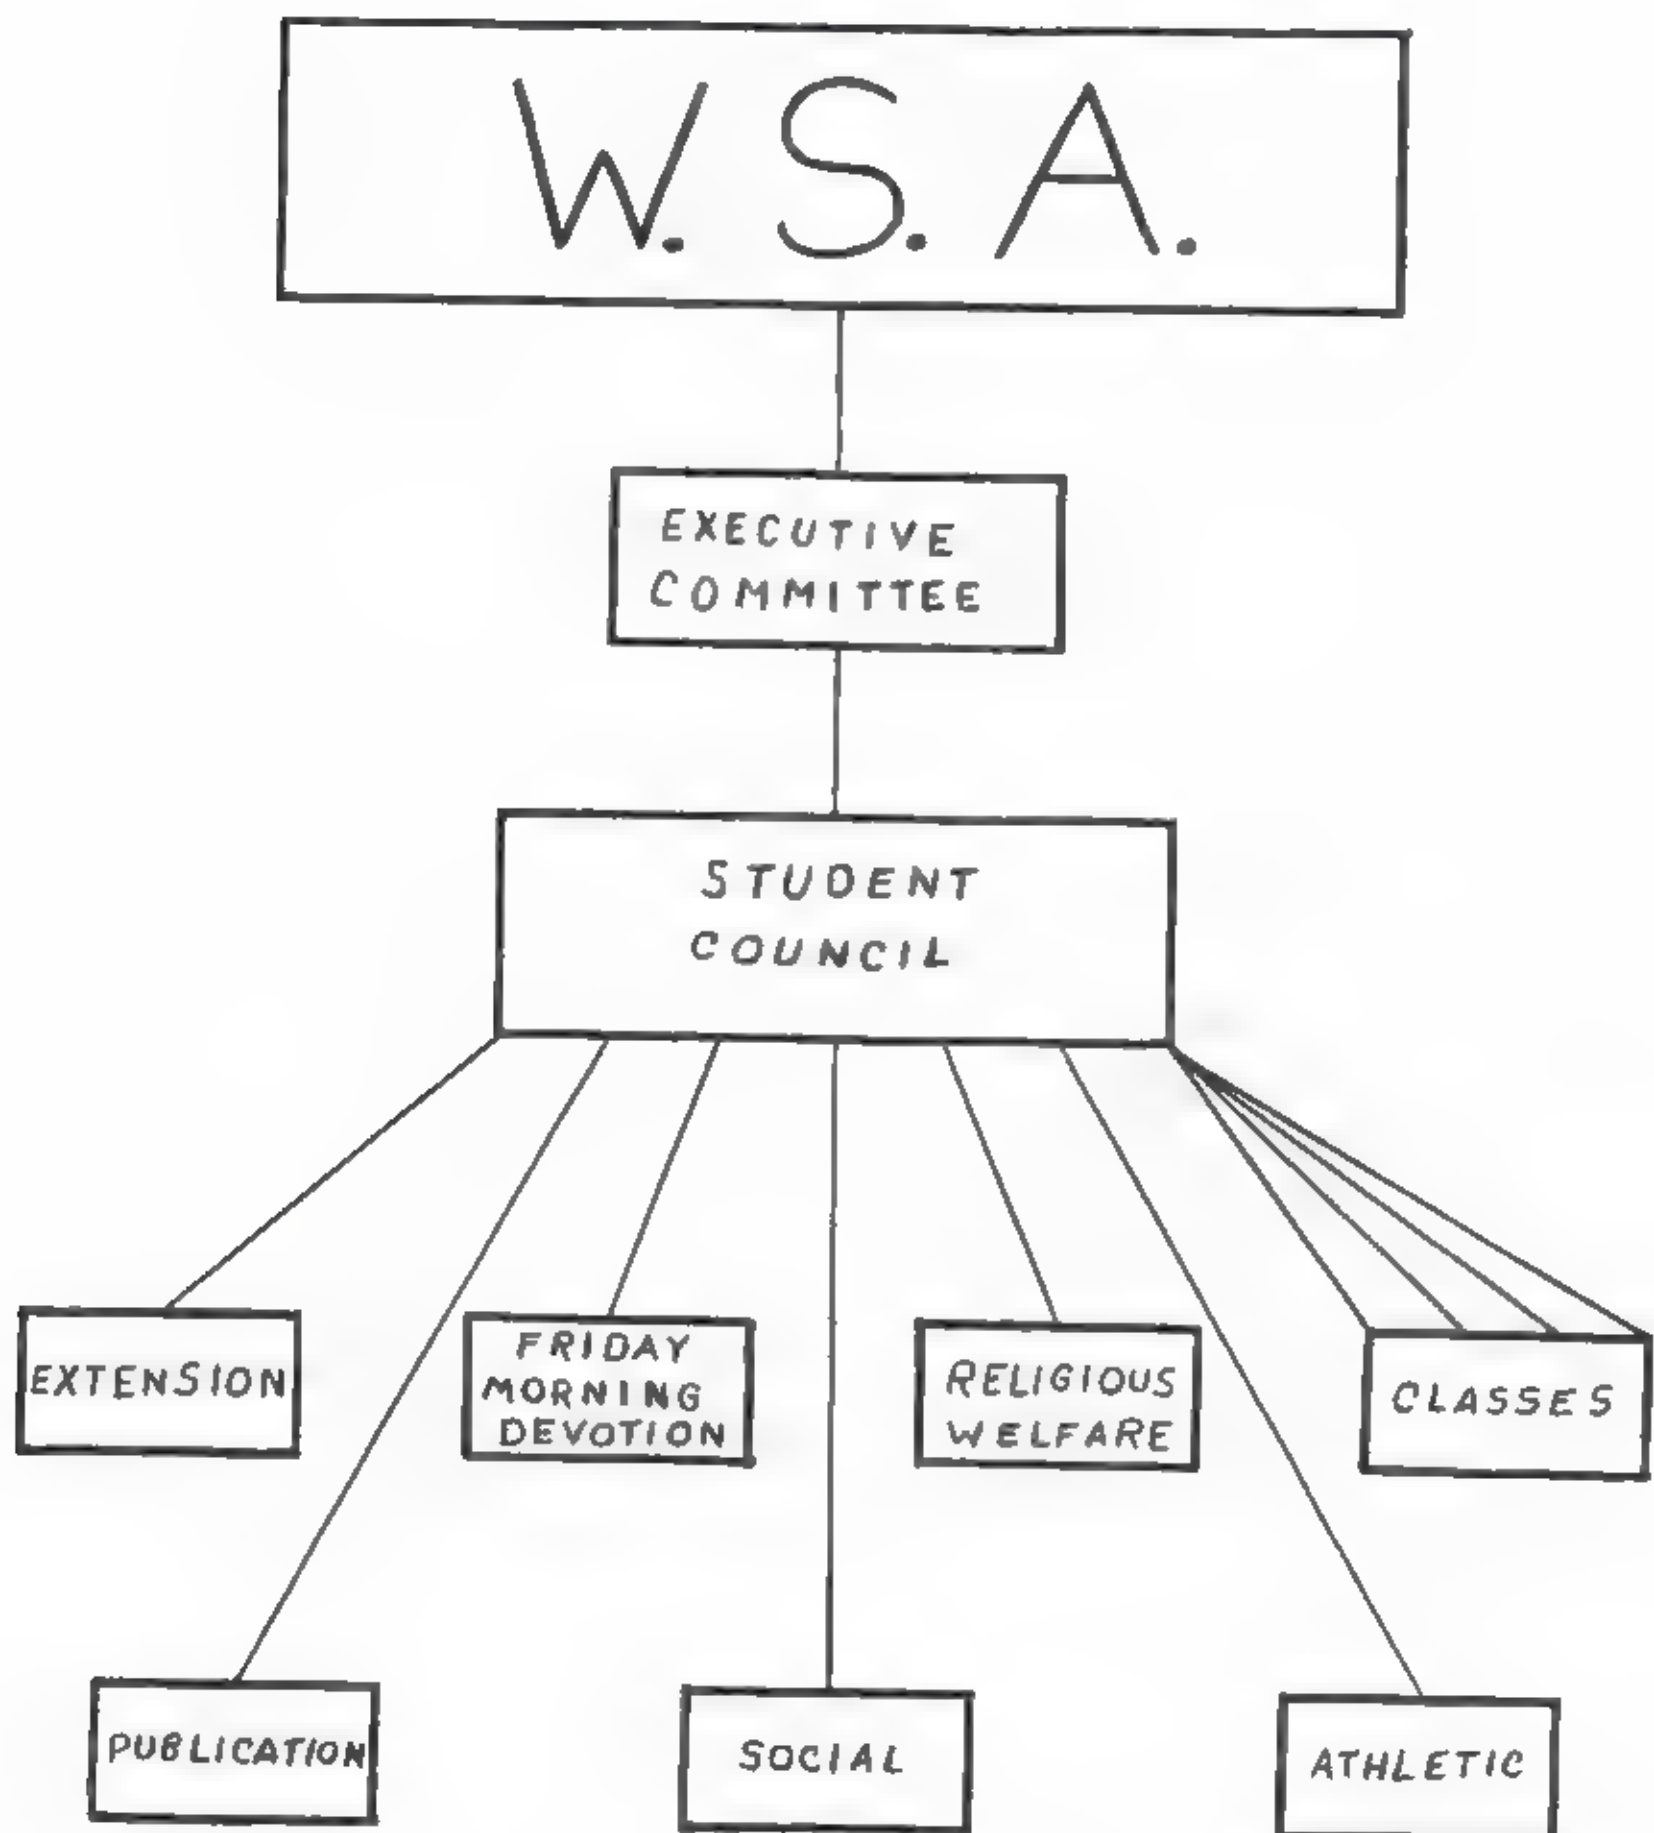 W. S. A.
EXECUTIVE
COMMITTEE
STUDENT
COUNCIL
EXTENSION
FRIDAY
MORNING
DEVOTION
RELIGIOUS
WELFARE
CLASSES
PUBLICATION
SOCIAL
ATHLETIC